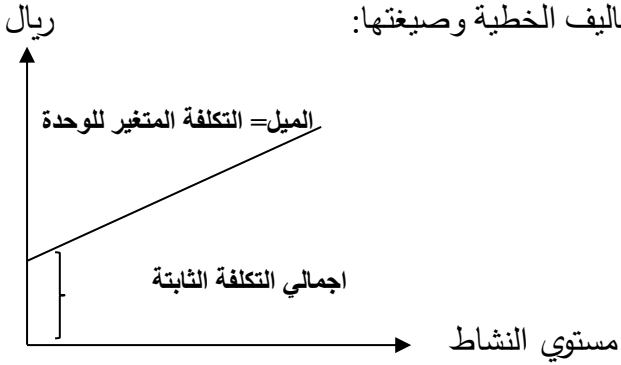 ريال
اليف الخطية وصيغتها:
الميل= التكلفة المتغير للوحدة
اجمالي التكلفة الثابتة
مستوي النشاط